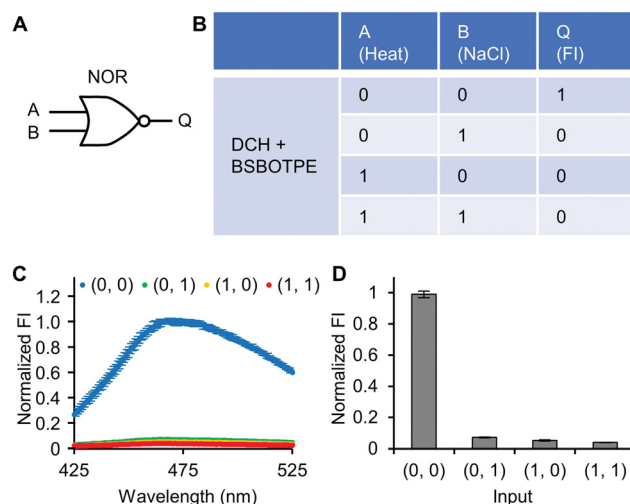 A
NOR
A
B
Q
B
A
(Heat)
B
(NaCl)
Q
(FI)
DCH +
BSBOTPE
0 0 1
0 1 0
1 0 0
1 1 0
C
(0, 0) (0, 1) (1, 0) (1, 1)
Normalized FI
1.2
1.0
0.8
0.6
0.4
0.2
0
425 475 525
Wavelength (nm)
D
Normalized FI
1
0.8
0.6
0.4
0.2
0
(0, 0) (0, 1) (1, 0) (1, 1)
Input